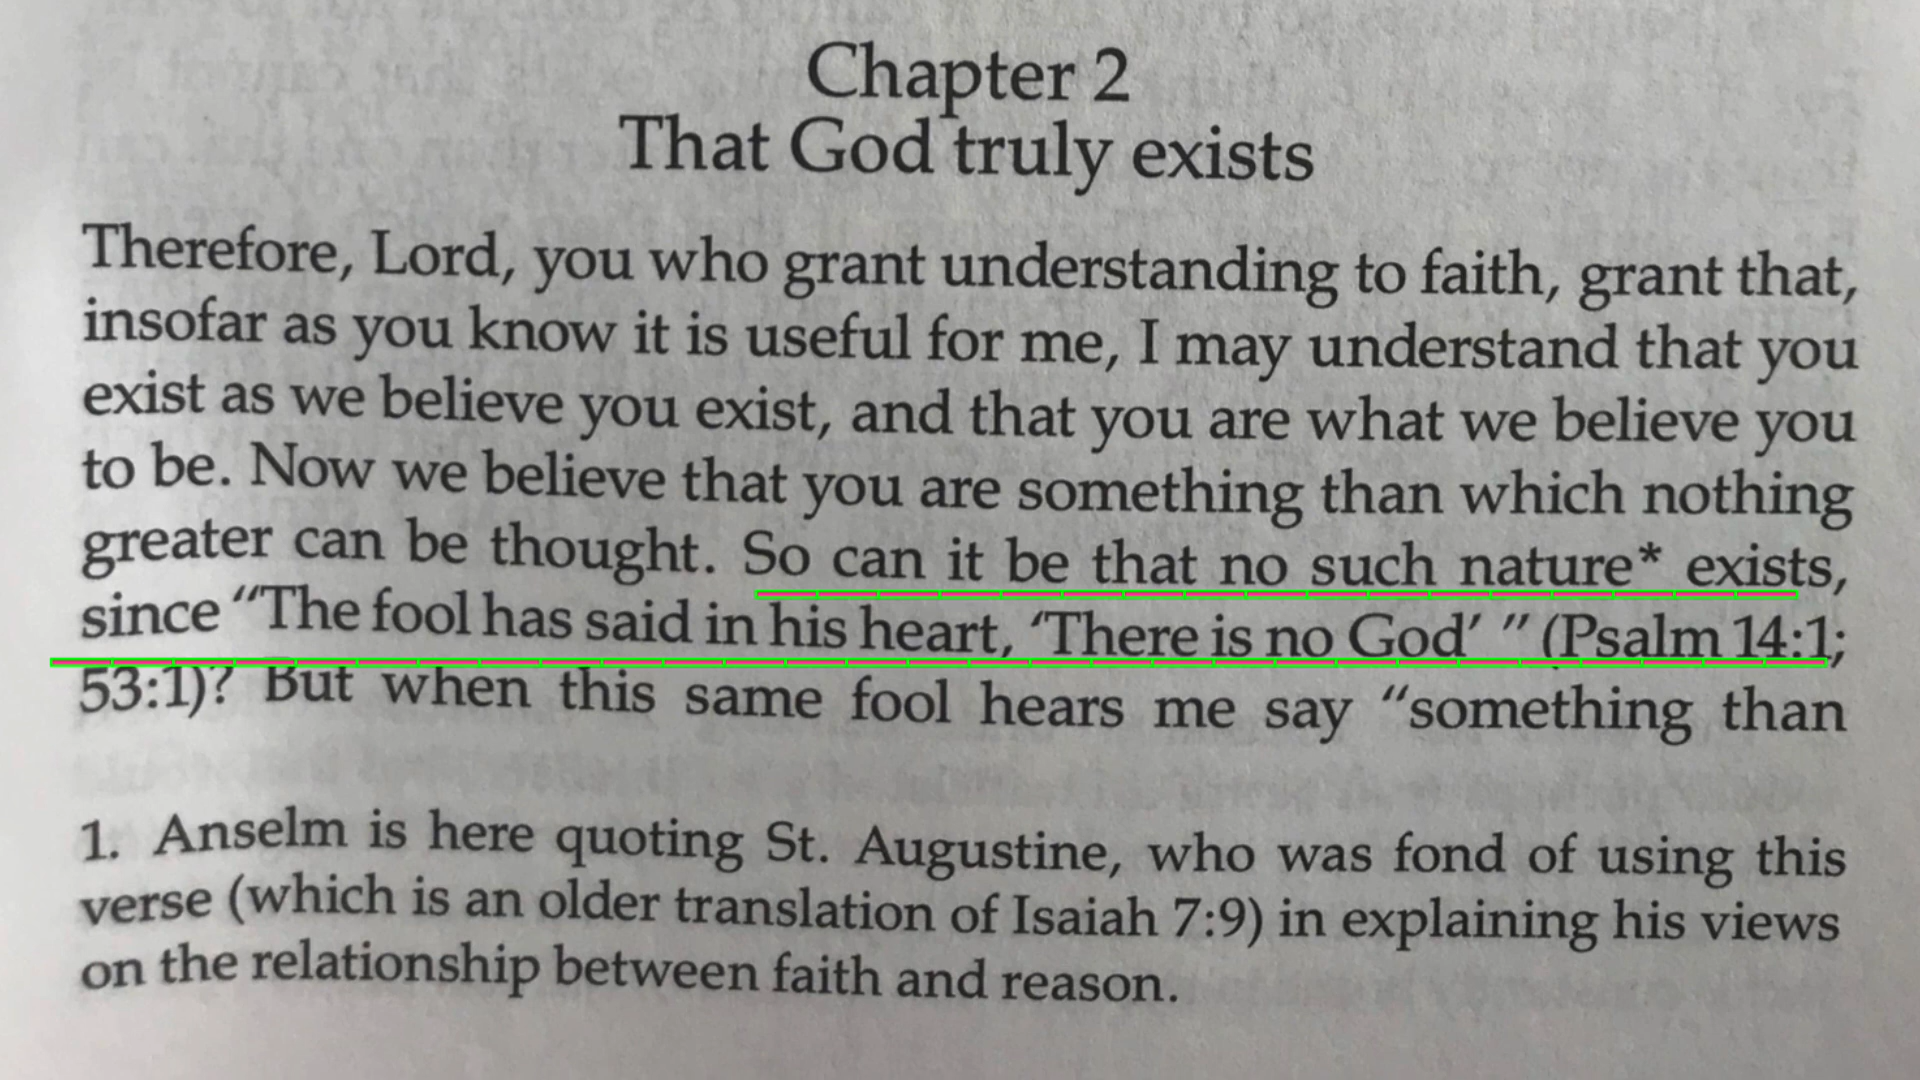 Chapter 2
That God truly exists
Therefore, Lord, you who grant understanding to faith, grant that,
insofar as you know it is useful for me, I may understand that you
exist as we believe you exist, and that you are what we believe you
to be. Now we believe that you are something than which nothing
greater can be thought. So can it be that no such nature* exists,
since “The fool has said in his heart, ‘There is no God’ ” (Psalm 14:1;
53:1)? But when this same fool hears me say “something than
1. Anselm is here quoting St. Augustine, who was fond of using this
verse (which is an older translation of Isaiah 7:9) in explaining his views
on the relationship between faith and reason.